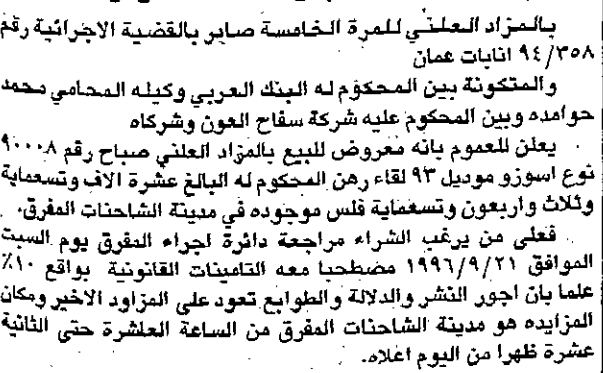 بالمزاد العلني للمرة الخامسة صابر بالقضية الاجرائية رقم
٩٤/٣٥٨ انابات عمان
والمتكونة بين المحكوم له البنك العربي وكيله المحامي محمد
حوامده وبين المحكوم عليه شركة سفاح العون وشركاه
يعلن للعموم بانه معروض للبيع بالمزاد العلني صباح رقم ٩٠٠٠٨
نوع اسوزو موديل ٩٣ لقاء رهن المحكوم له البالغ عشرة الاف وتسعماية
وثلاث واربعون وتسعماية فلس موجوده في مدينة الشاحنات المفرق.
فعلى من يرغب الشراء مراجعة دائرة اجراء المفرق يوم السبت
الموافق ١٩٩٦/٩/٢١ مصطحبا معه التامينات القانونية بواقع ١٠٪
علما بان اجور النشر والدلالة والطوابع تعود على المزاود الاخير ومكان
المزايده هو مدينة الشاحنات المفرق من الساعة العاشرة حتى الثانية
عشرة ظهرا من اليوم اعلاه.